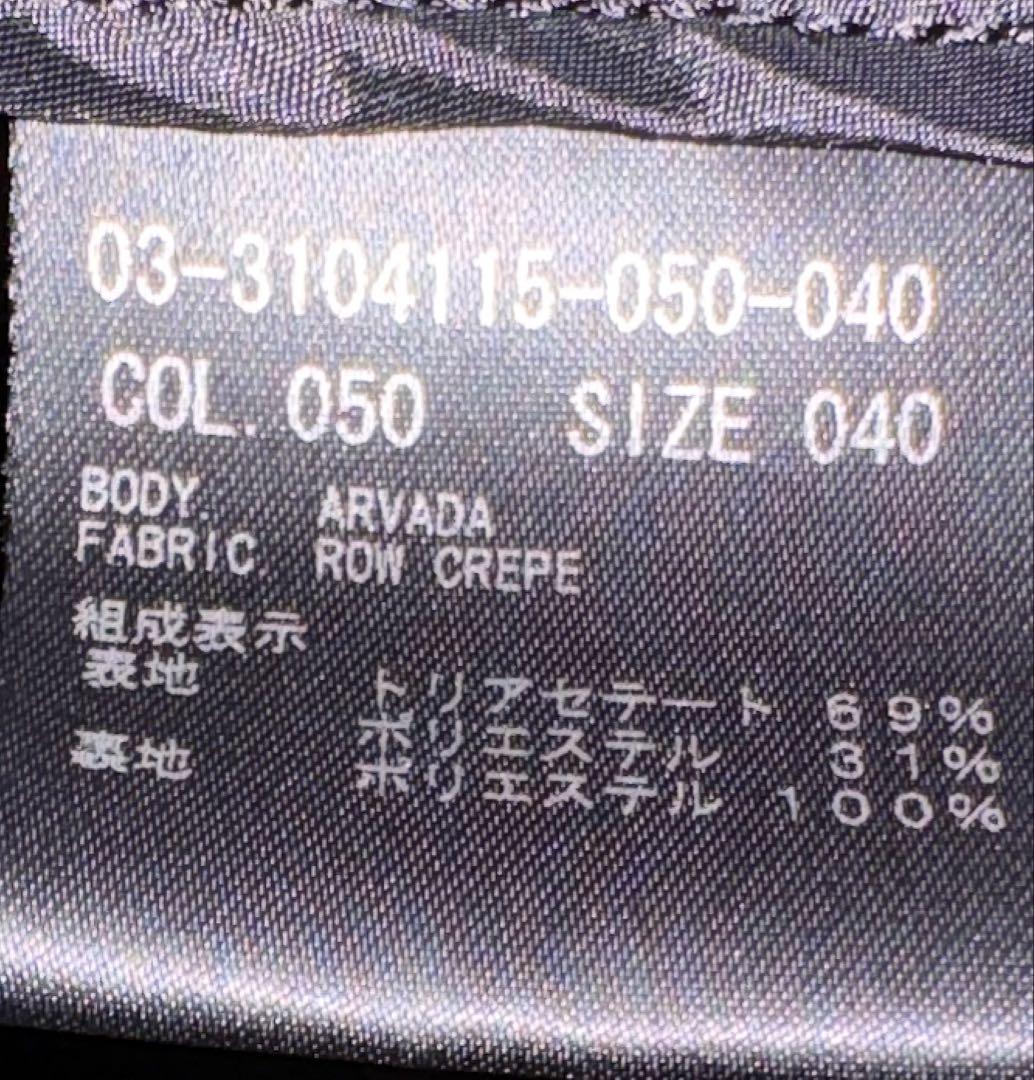 03-3104115-050-040
COL. 050 SIZE 040
BODY. ARVADA
FABRIC. ROW CREPE
組成表示
表地 トリアセテート 69%
ポリエステル 31%
裏地 ポリエステル 100%